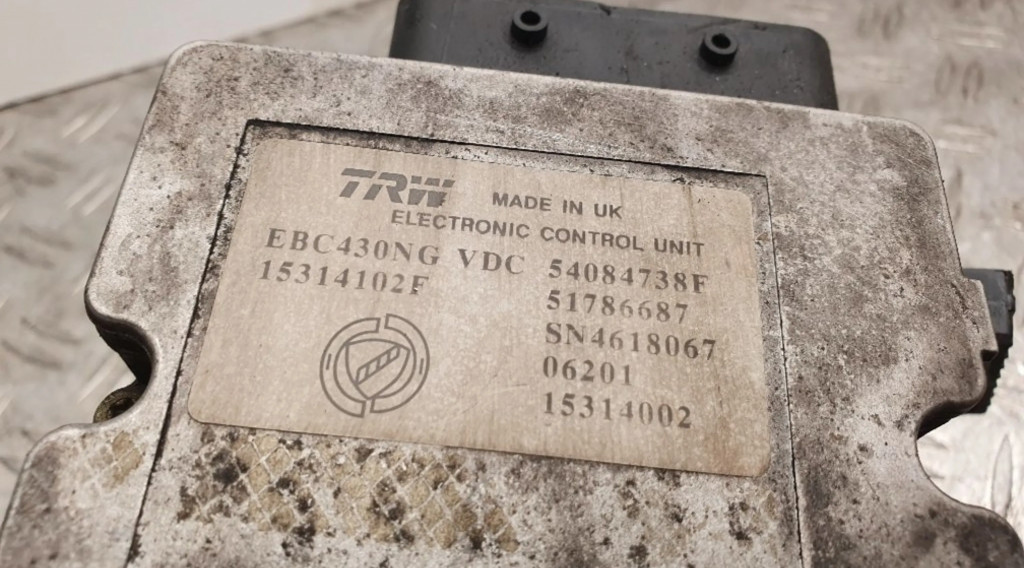 TRW MADE IN UK
ELECTRONIC CONTROL UNIT
EBC430NG VDC 54084738F
15314102F 51786687
SN4618067
06201
15314002